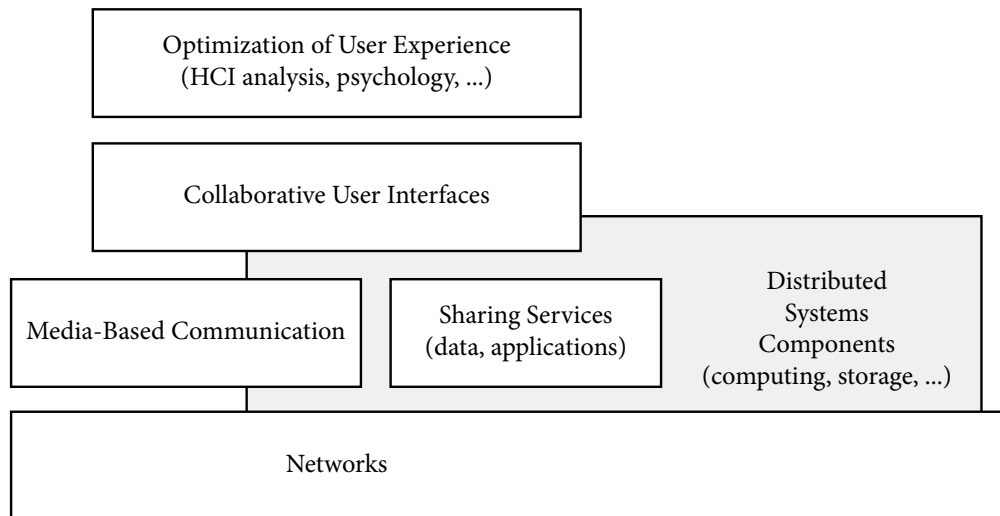 Optimization of User Experience
(HCI analysis, psychology, ...)
Collaborative User Interfaces
Media-Based Communication
Sharing Services
(data, applications)
Distributed
Systems
Components
(computing, storage, ...)
Networks